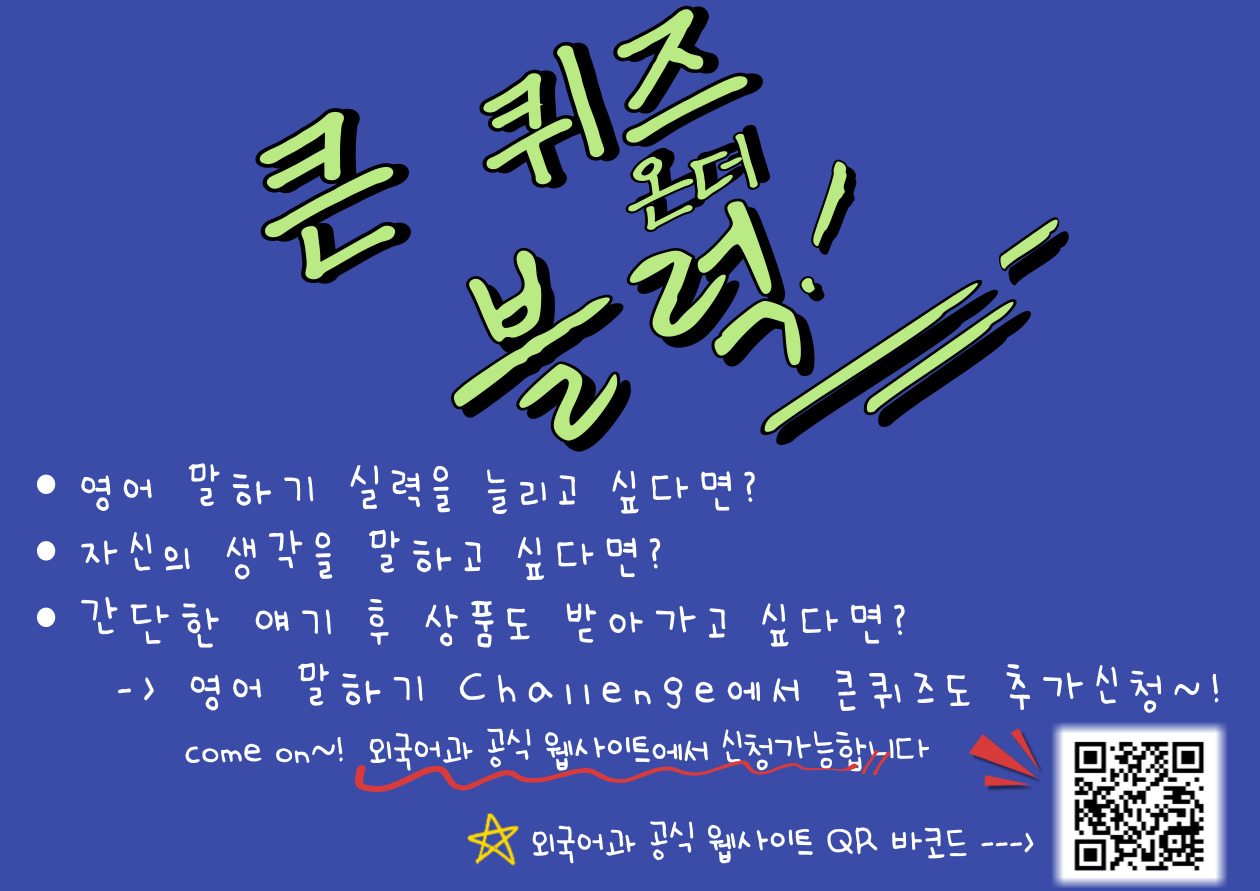 큰 퀴즈
온더
블럭!
영어 말하기 실력을 늘리고 싶다면?
자신의 생각을 말하고 싶다면?
간단한 얘기 후 상품도 받아가고 싶다면?
-> 영어 말하기 Challenge에서 큰퀴즈도 추가신청~!
come on~! 외국어과 공식 웹사이트에서 신청가능합니다
외국어과 공식 웹사이트 QR 바코드 --->